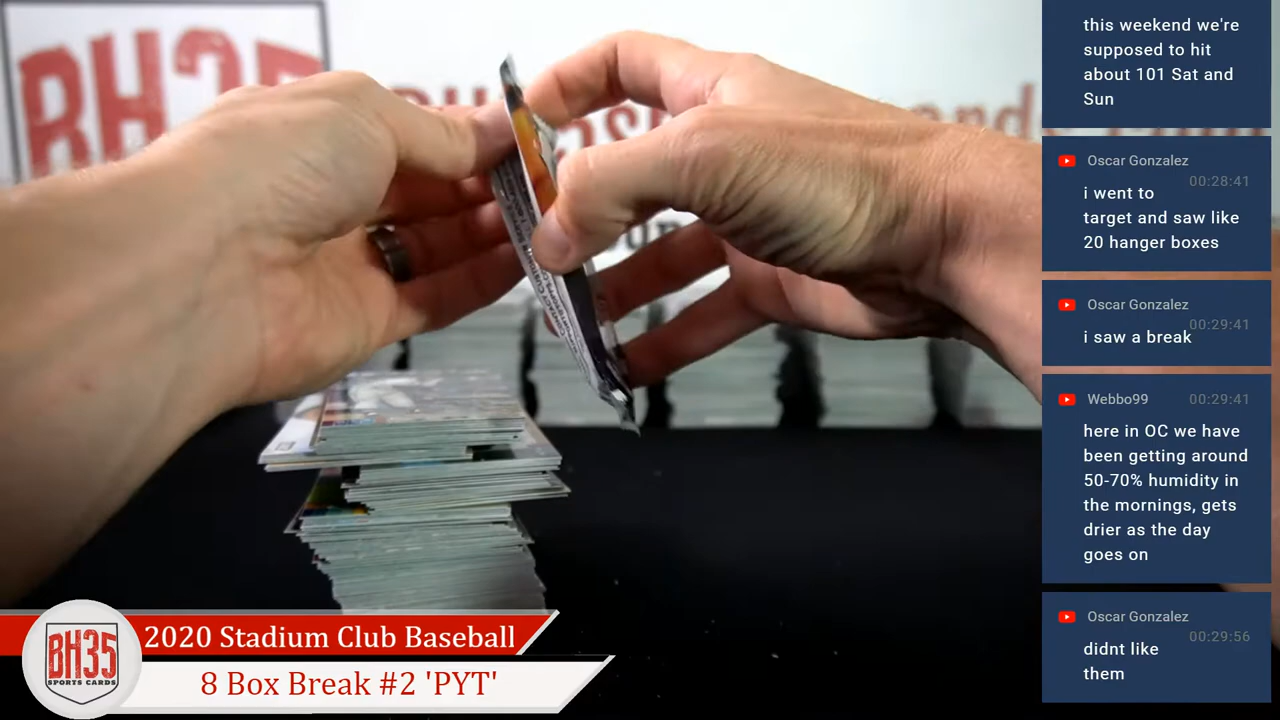 this weekend we're
supposed to hit
about 101 Sat and
Sun
Oscar Gonzalez
00:28:41
i went to
target and saw like
20 hanger boxes
Oscar Gonzalez
00:29:41
i saw a break
Webbo99
00:29:41
here in OC we have
been getting around
50-70% humidity in
the mornings, gets
drier as the day
goes on
Oscar Gonzalez
00:29:56
didnt like
them
BH35
BH35
SPORTS CARDS
2020 Stadium Club Baseball
8 Box Break #2 'PYT'